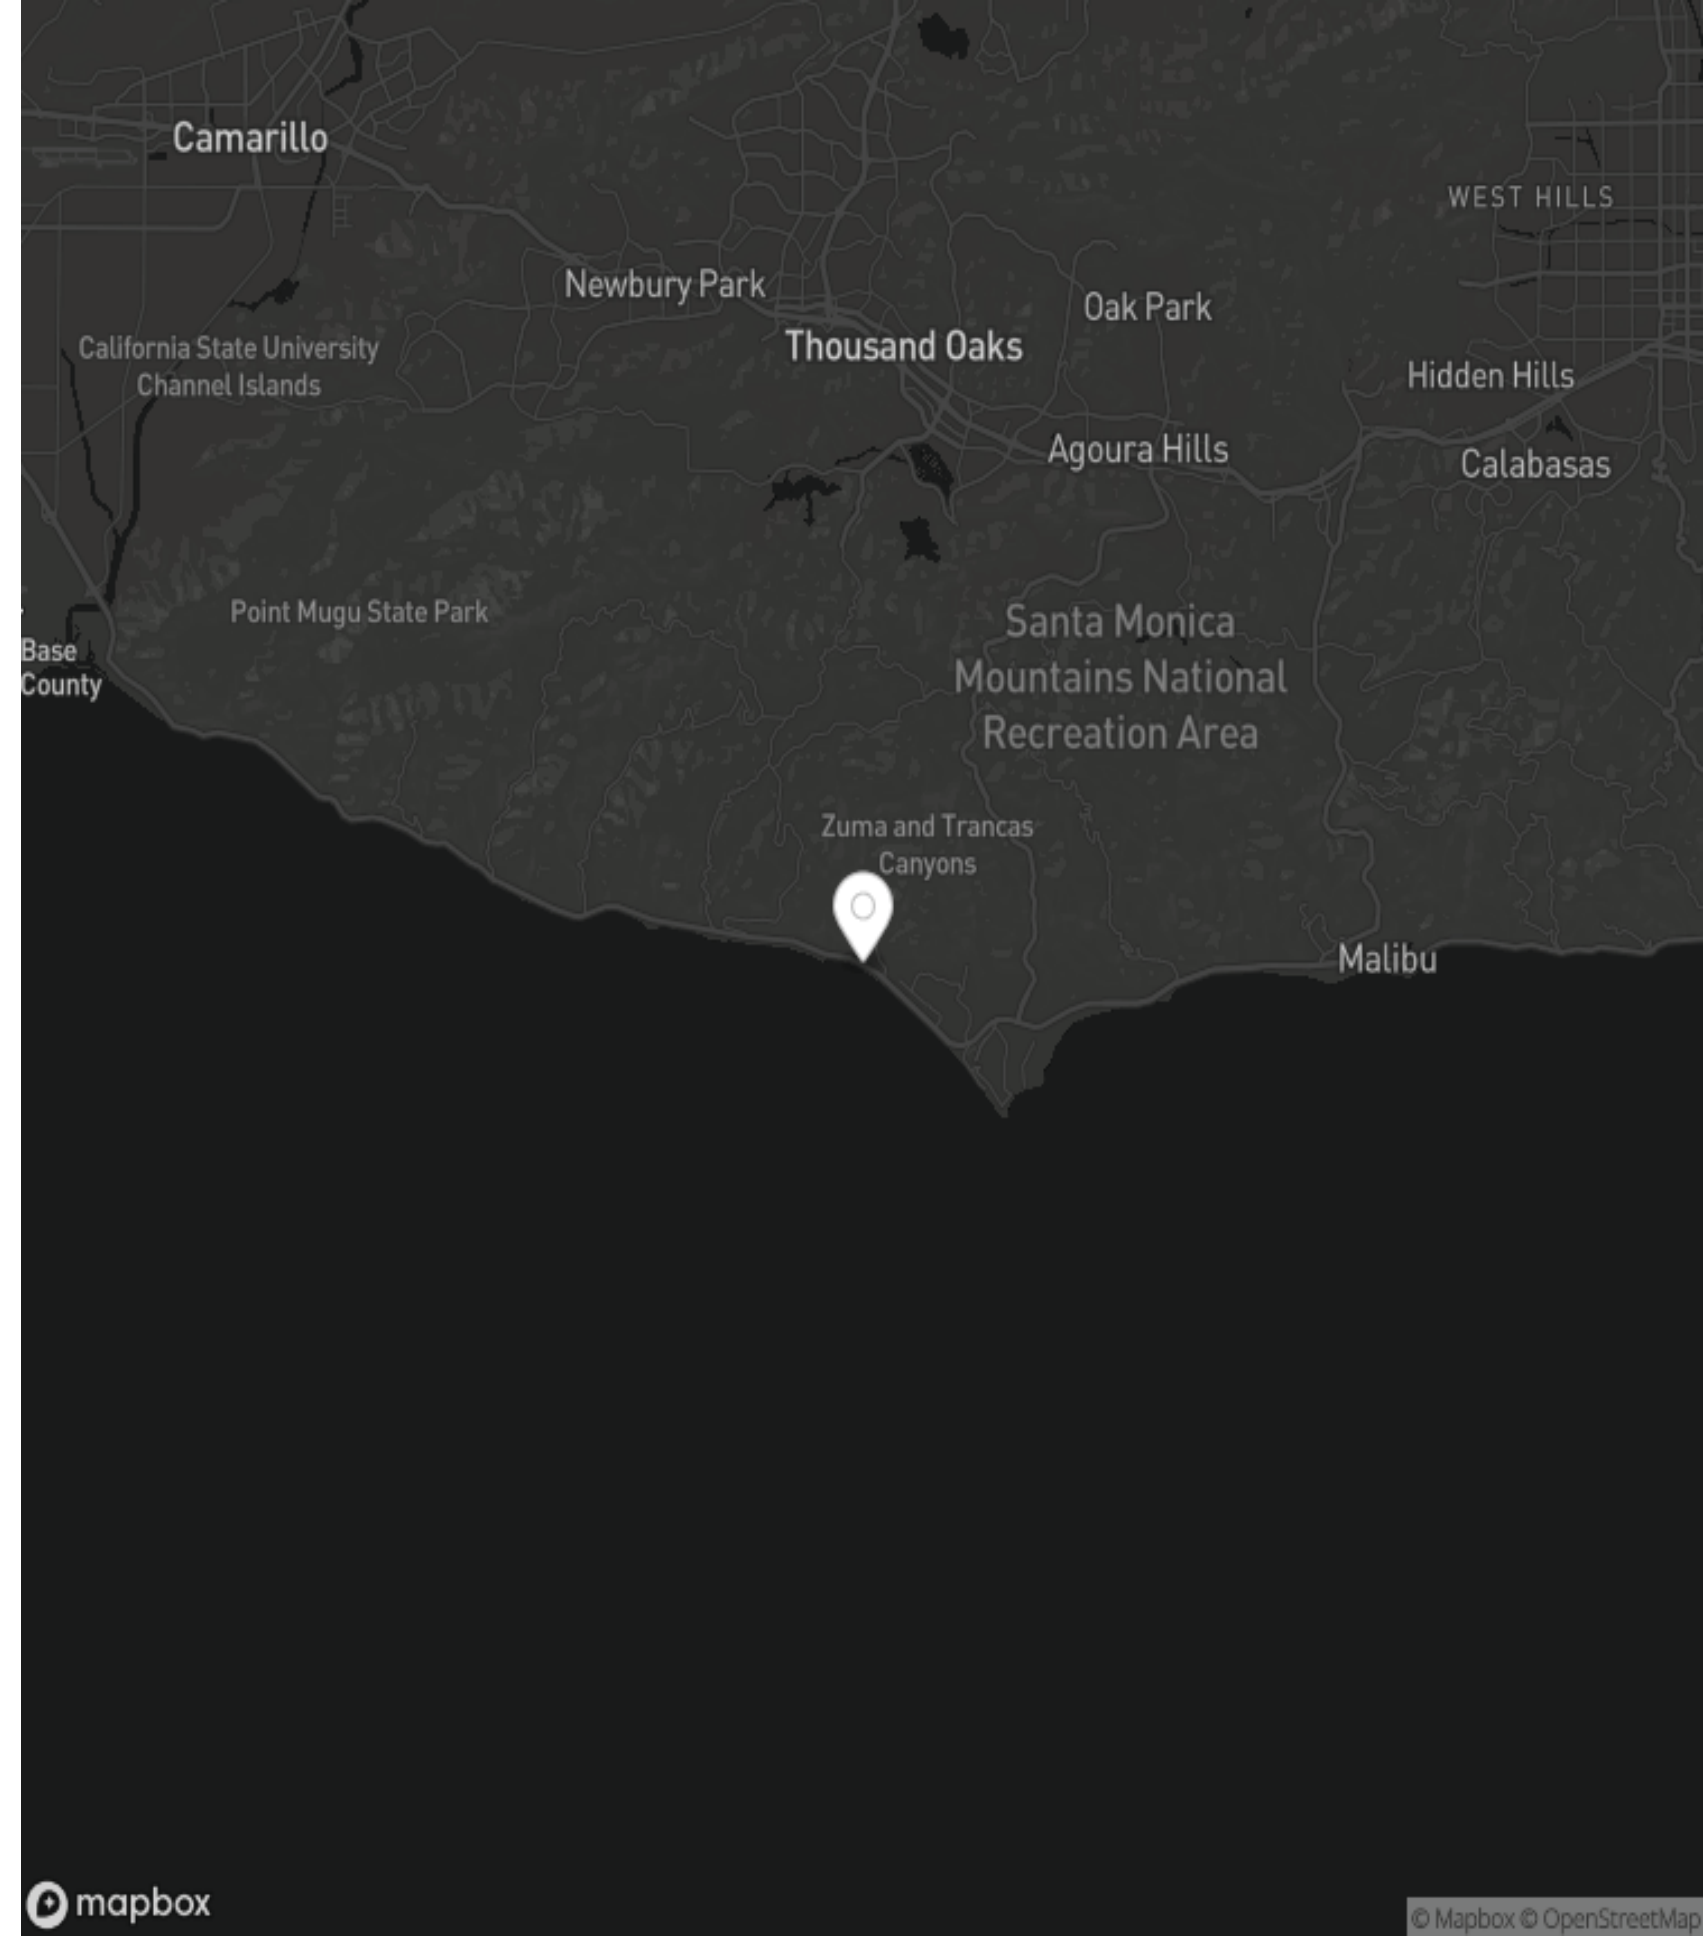 Camarillo
WEST HILLS
Newbury Park
Oak Park
Thousand Oaks
California State University
Channel Islands
Hidden Hills
Agoura Hills
Calabasas
Point Mugu State Park
Santa Monica
Mountains National
Recreation Area
Base
County
Zuma and Trancas
Canyons
Malibu
mapbox
© Mapbox © OpenStreetMap